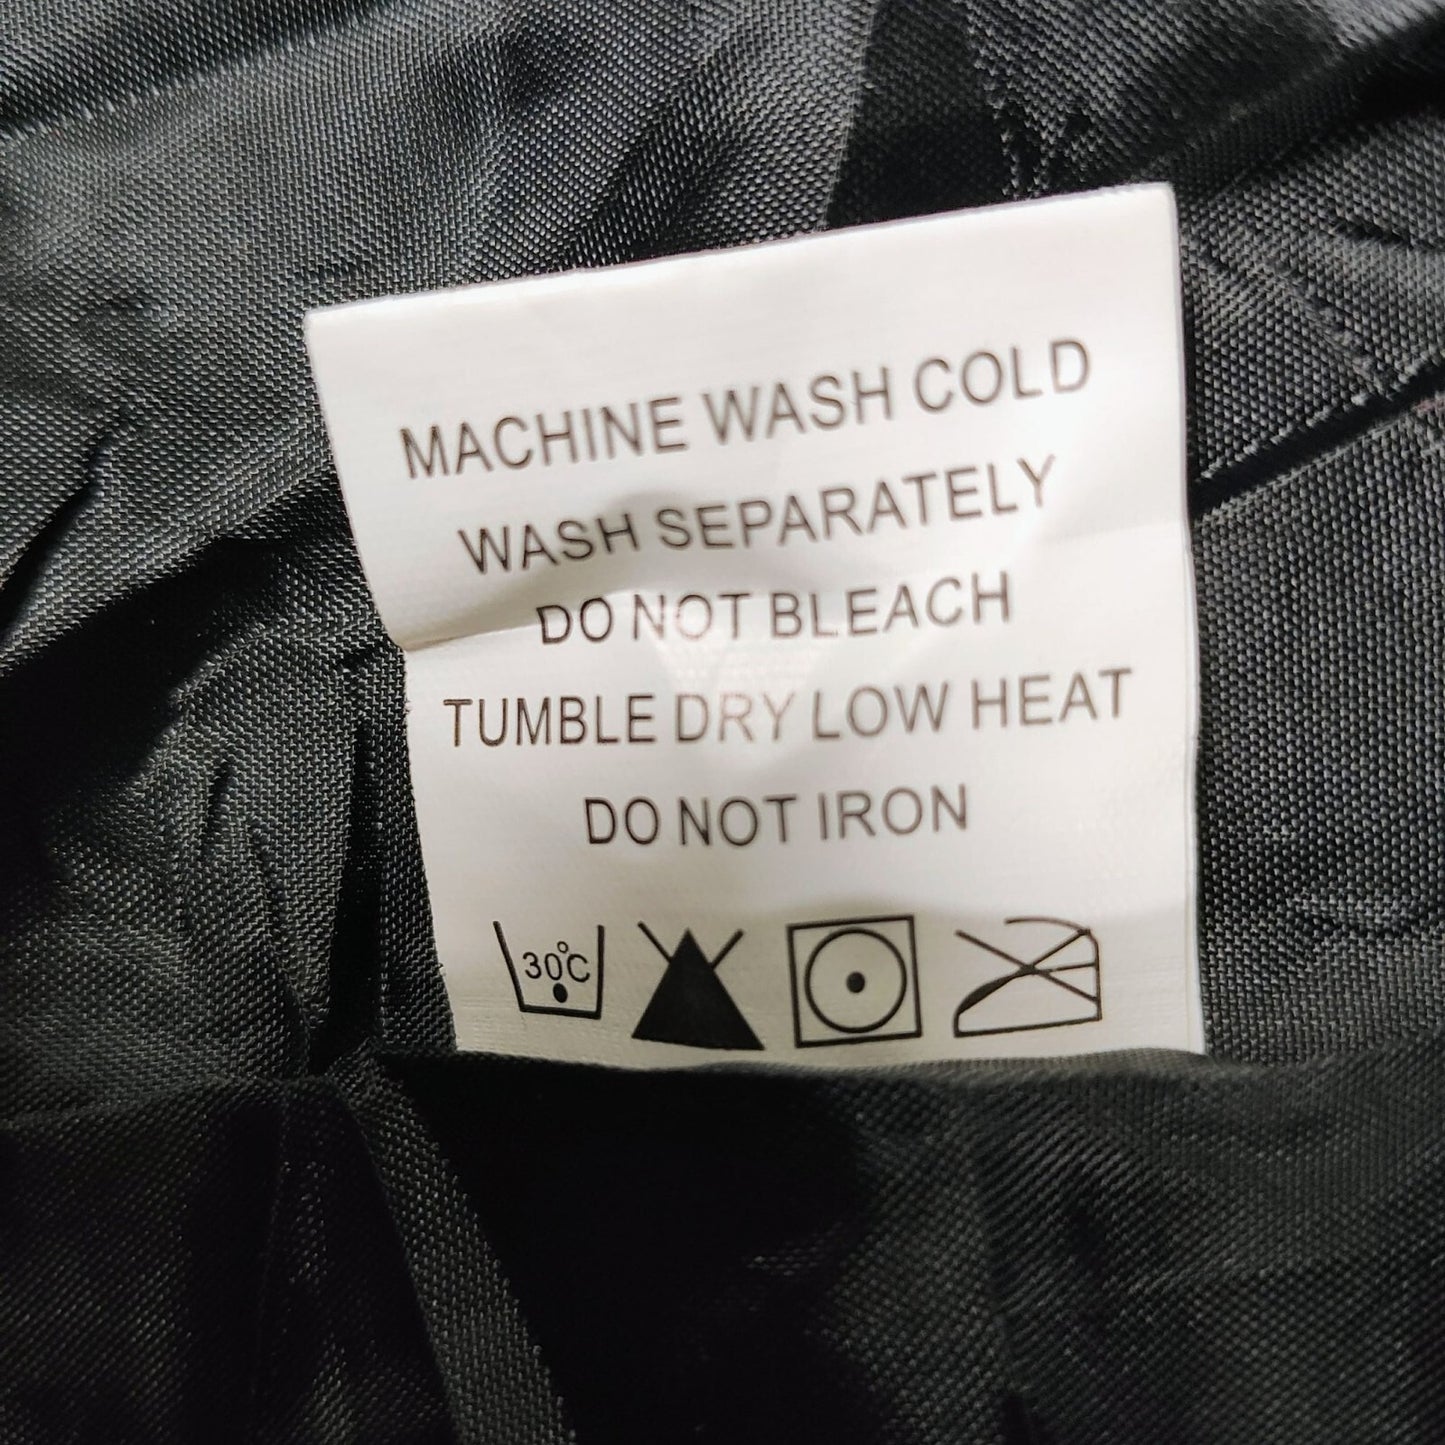 MACHINE WASH COLD
WASH SEPARATELY
DO NOT BLEACH
TUMBLE DRY LOW HEAT
DO NOT IRON
30°C